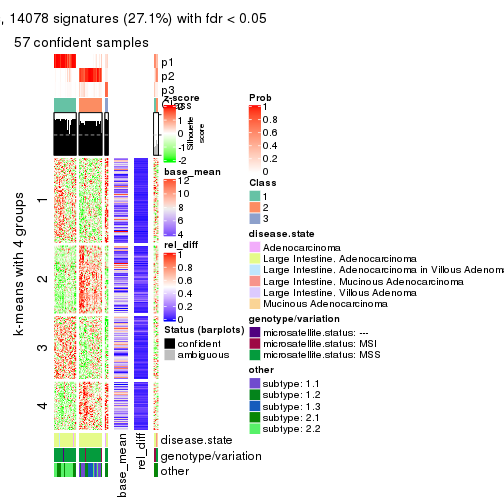 , 14078 signatures (27.1%) with fdr < 0.05
57 confident samples
p1
p2
p3
Class
z-score
2
1
0
-1
-2
Silhouette
score
Prob
1
0.8
0.6
0.4
0.2
0
base_mean
12
10
8
6
4
Class
1
2
3
rel_diff
1
0.8
0.6
0.4
0.2
0
disease.state
Adenocarcinoma
Large Intestine. Adenocarcinoma
Large Intestine. Adenocarcinoma in Villous Adenom
Large Intestine. Mucinous Adenocarcinoma
Large Intestine. Villous Adenoma
Mucinous Adenocarcinoma
Status (barplots)
confident
ambiguous
genotype/variation
microsatellite.status: ---
microsatellite.status: MSI
microsatellite.status: MSS
other
subtype: 1.1
subtype: 1.2
subtype: 1.3
subtype: 2.1
subtype: 2.2
k-means with 4 groups
1
2
3
4
disease.state
genotype/variation
other
base_mean
rel_diff